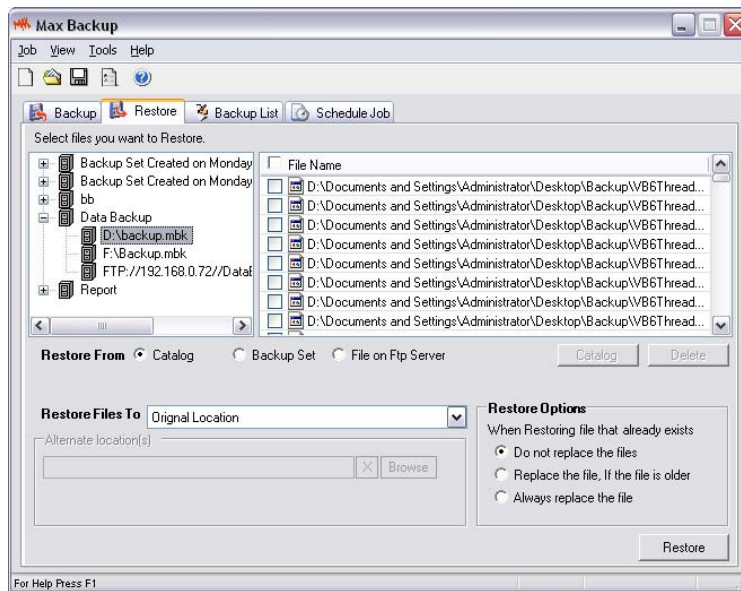 Max Backup
Job View Tools Help
Backup Restore Backup List Schedule Job
Select files you want to Restore.
Backup Set Created on Monday
Backup Set Created on Monday
bb
Data Backup
D:\backup.mbk
F:\Backup.mbk
FTP://192.168.0.72//Data
Report
File Name
D:\Documents and Settings\Administrator\Desktop\Backup\VB6Thread...
D:\Documents and Settings\Administrator\Desktop\Backup\VB6Thread...
D:\Documents and Settings\Administrator\Desktop\Backup\VB6Thread...
D:\Documents and Settings\Administrator\Desktop\Backup\VB6Thread...
D:\Documents and Settings\Administrator\Desktop\Backup\VB6Thread...
D:\Documents and Settings\Administrator\Desktop\Backup\VB6Thread...
D:\Documents and Settings\Administrator\Desktop\Backup\VB6Thread...
D:\Documents and Settings\Administrator\Desktop\Backup\VB6Thread...
Restore From Catalog Backup Set File on Ftp Server Catalog Delete
Restore Files To Orignal Location
Alternate location(s)
X Browse
Restore Options
When Restoring file that already exists
Do not replace the files
Replace the file, If the file is older
Always replace the file
Restore
For Help Press F1